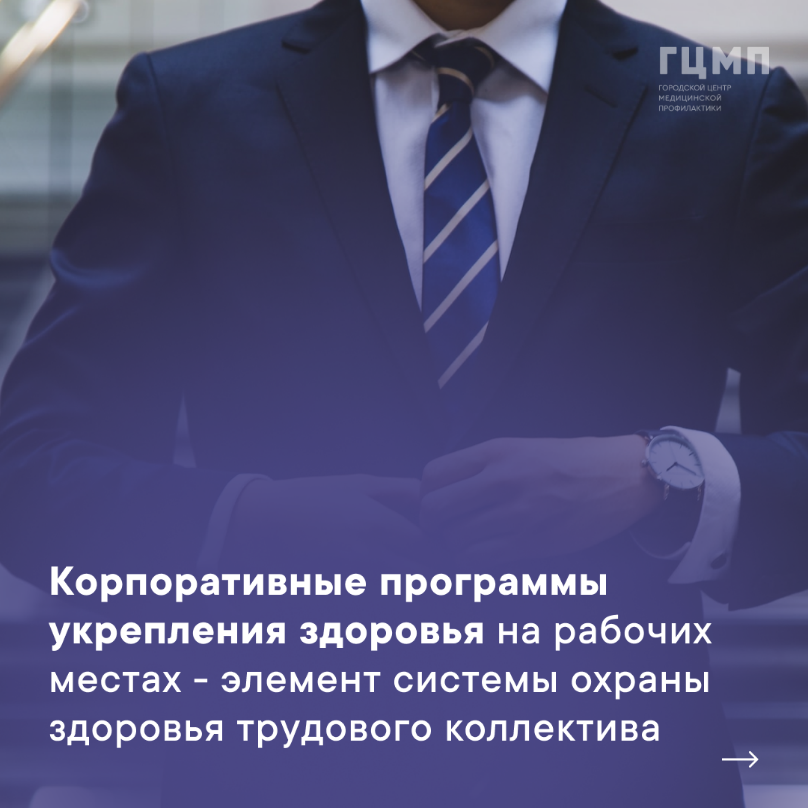 ГЦМП
ГОРОДСКОЙ ЦЕНТР
МЕДИЦИНСКОЙ
ПРОФИЛАКТИКИ
Корпоративные программы
укрепления здоровья на рабочих
местах - элемент системы охраны
здоровья трудового коллектива